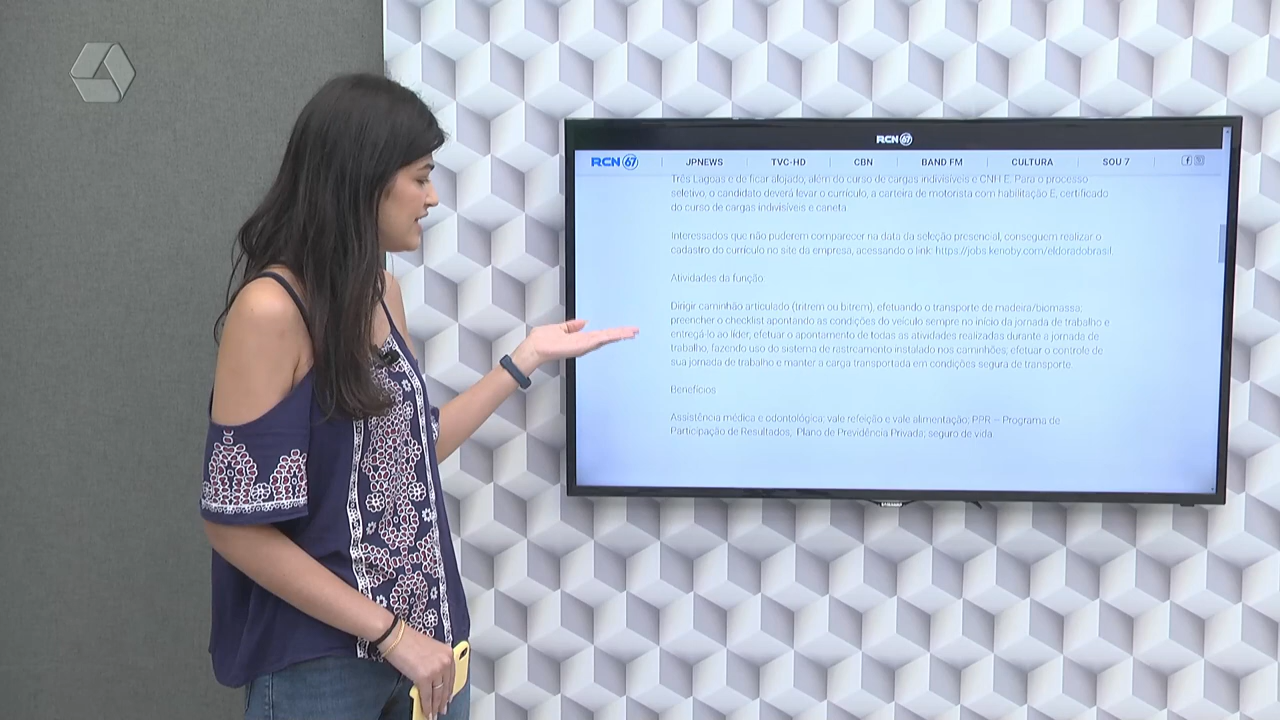 RCN 67
RCN 67 JPNEWS TVC-HD CBN BAND FM CULTURA SOU 7
Três Lagoas e de ficar alojado, além do curso de cargas indivisíveis e CNH E. Para o processo
seletivo, o candidato deverá levar o currículo, a carteira de motorista com habilitação E, certificado
do curso de cargas indivisíveis e caneta.
Interessados que não puderem comparecer na data da seleção presencial, conseguem realizar o
cadastro do currículo no site da empresa, acessando o link: https://jobs.kenoby.com/eldoradobrasil.
Atividades da função
Dirigir caminhão articulado (tritrem ou bitrem), efetuando o transporte de madeira/biomassa;
preencher o checklist apontando as condições do veículo sempre no início da jornada de trabalho e
entregá-lo ao líder; efetuar o apontamento de todas as atividades realizadas durante a jornada de
trabalho, fazendo uso do sistema de rastreamento instalado nos caminhões; efetuar o controle de
sua jornada de trabalho e manter a carga transportada em condições segura de transporte.
Benefícios
Assistência médica e odontológica; vale refeição e vale alimentação; PPR – Programa de
Participação de Resultados; Plano de Previdência Privada; seguro de vida